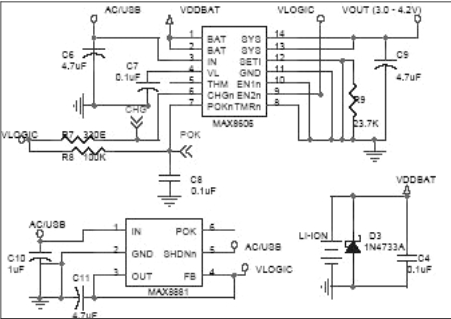 AC/USB VDDBAT VLOGIC VOUT (3.0 - 4.2V)
1 BAT SYS 14
2 BAT SYS 13
3 IN SETI 12
4 VL GND 11
5 THM EN1n 10
6 CHGn EN2n 9
7 POKn TMRn 8
C6
4.7uF
C7
0.1uF
C9
4.7uF
CHG
R9
23.7K
VLOGIC R7 330E POK
R8 100K
C8
0.1uF
AC/USB
1 IN POK 6
2 GND SHDNn 5 AC/USB
3 OUT FB 4 VLOGIC
MAX8881
C10
1uF
C11
4.7uF
VDDBAT
LI-ION D3
1N4733A
C4
0.1uF